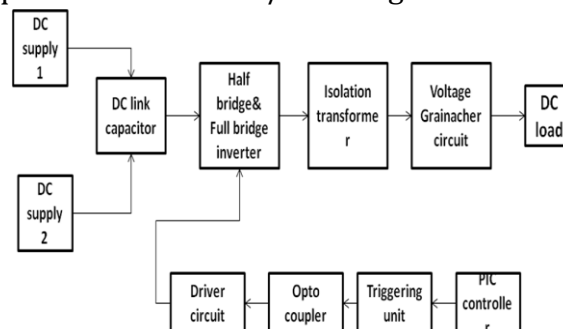 DC
supply
1
DC link
capacitor
Half
bridge&
Full bridge
inverter
Isolation
transforme
r
Voltage
Grainacher
circuit
DC
load
DC
supply
2
Driver
circuit
Opto
coupler
Triggering
unit
PIC
controlle
r